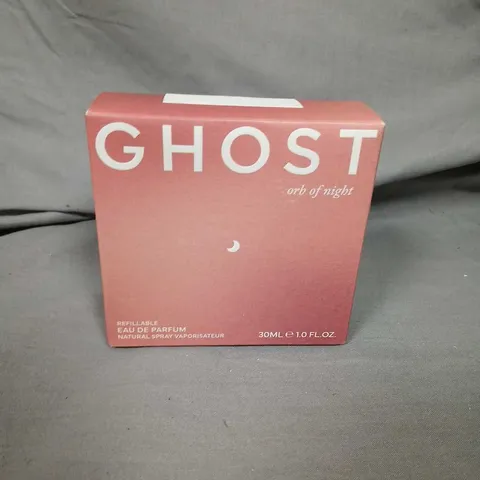 GHOST
orb of night
REFILLABLE
EAU DE PARFUM
NATURAL SPRAY VAPORISATEUR
30ML ℮ 1.0 FL.OZ.